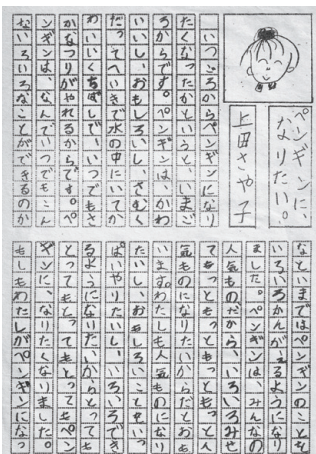 ペンギンになりたい。
上田さや子
いつごろからペンギンになり
たくなったかというと、いまご
ろからです。ペンギンは、かわ
いいし、おもしろいし、さむく
だってへいきで水の中にいてか
わいいくちばしで、いつでもさ
かなつりがやれるからです。ペ
ンギンは、なんでいつでもこん
ないろいろなことができるのか
なといまではペンギンのことを
いろいろかんがえるようになり
ました。ペンギンは、みんなの
人気ものだから、いろいろみせ
てもっともっともっともっと人
気ものになりたいからだとおも
います。わたしも人気ものになり
たいし、おもしろいこともいっ
ぱいやりたいし、いろいろでき
るようになりたいからとっても
とってもとってもとってもペン
ギンに、なりたくなりました。
もしもわたしがペンギンになっ